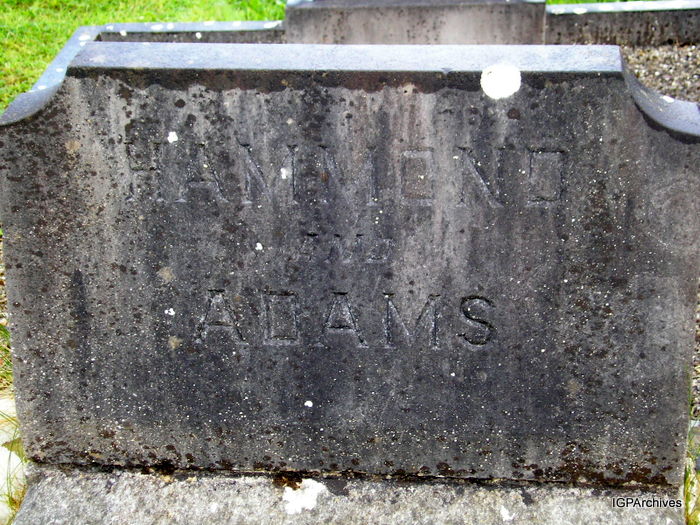 HAMMOND
AND
ADAMS
IGPArchives